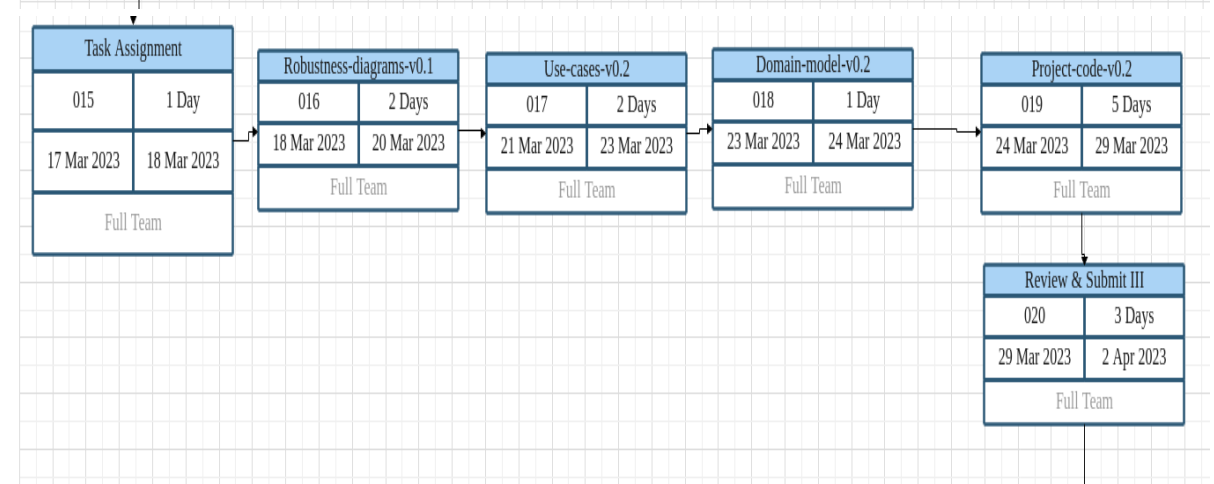 Task Assignment
015 1 Day
17 Mar 2023 18 Mar 2023
Full Team
Robustness-diagrams-v0.1
016 2 Days
18 Mar 2023 20 Mar 2023
Full Team
Use-cases-v0.2
017 2 Days
21 Mar 2023 23 Mar 2023
Full Team
Domain-model-v0.2
018 1 Day
23 Mar 2023 24 Mar 2023
Full Team
Project-code-v0.2
019 5 Days
24 Mar 2023 29 Mar 2023
Full Team
Review & Submit III
020 3 Days
29 Mar 2023 2 Apr 2023
Full Team